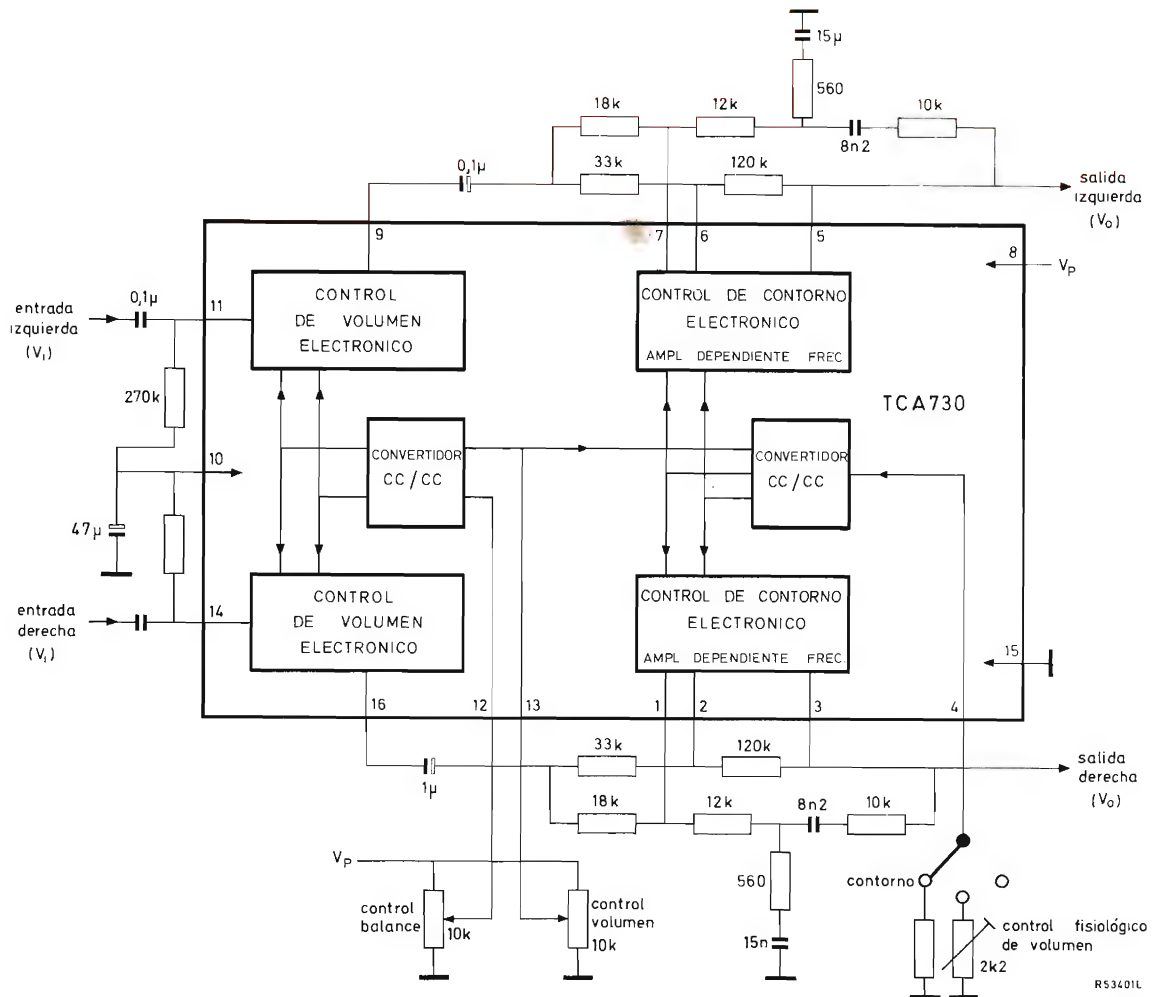 15µ
560
18k
12k
10k
8n2
0,1µ
33k
120k
salida
izquierda
(Vo)
9
7
6
5
8
VP
entrada
izquierda
(VI)
0,1µ
11
CONTROL
DE VOLUMEN
ELECTRONICO
CONTROL DE CONTORNO
ELECTRONICO
AMPL DEPENDIENTE FREC
270k
TCA730
10
CONVERTIDOR
CC/CC
CONVERTIDOR
CC/CC
47µ
entrada
derecha
(VI)
14
CONTROL
DE VOLUMEN
ELECTRONICO
CONTROL DE CONTORNO
ELECTRONICO
AMPL DEPENDIENTE FREC.
15
16
12
13
1
2
3
4
1µ
33k
120k
salida
derecha
(Vo)
18k
12k
8n2
10k
VP
560
contorno
control
balance
10k
control
volumen
10k
15n
control fisiológico
de volumen
2k2
RS3401L